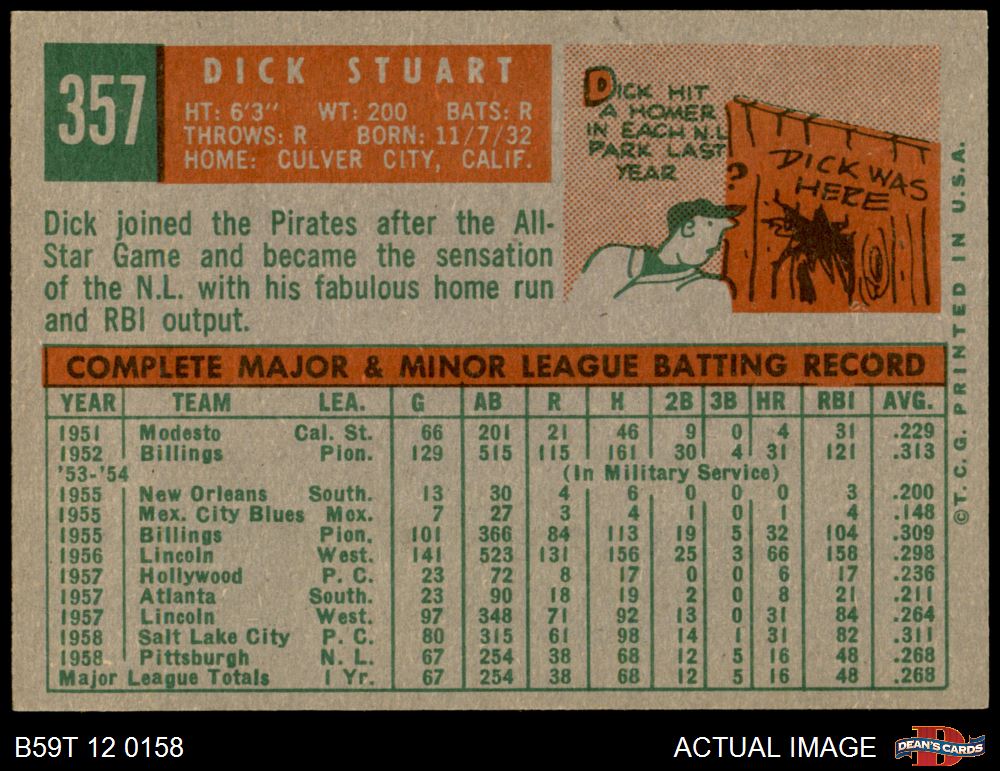 357
DICK STUART
HT: 6'3" WT: 200 BATS: R
THROWS: R BORN: 11/7/32
HOME: CULVER CITY, CALIF.
DICK HIT
A HOMER
IN EACH N.L.
PARK LAST
YEAR
?
DICK WAS
HERE
Dick joined the Pirates after the All-
Star Game and became the sensation
of the N.L. with his fabulous home run
and RBI output.
COMPLETE MAJOR & MINOR LEAGUE BATTING RECORD
YEAR TEAM LEA. G AB R H 2B 3B HR RBI AVG.
1951 Modesto Cal. St. 66 201 21 46 9 0 4 31 .229
1952 Billings Pion. 129 515 115 161 30 4 31 121 .313
'53-'54 (In Military Service)
1955 New Orleans South. 13 30 4 6 0 0 0 3 .200
1955 Mex. City Blues Mox. 7 27 3 4 1 0 1 4 .148
1955 Billings Pion. 101 366 84 113 19 5 32 104 .309
1956 Lincoln West. 141 523 131 156 25 3 66 158 .298
1957 Hollywood P. C. 23 72 8 17 0 0 6 17 .236
1957 Atlanta South. 23 90 18 19 2 0 8 21 .211
1957 Lincoln West. 97 348 71 92 13 0 31 84 .264
1958 Salt Lake City P. C. 80 315 61 98 14 1 31 82 .311
1958 Pittsburgh N. L. 67 254 38 68 12 5 16 48 .268
Major League Totals 1 Yr. 67 254 38 68 12 5 16 48 .268
© T. C. G. PRINTED IN U.S.A.
B59T 12 0158
ACTUAL IMAGE
DEAN'S CARDS